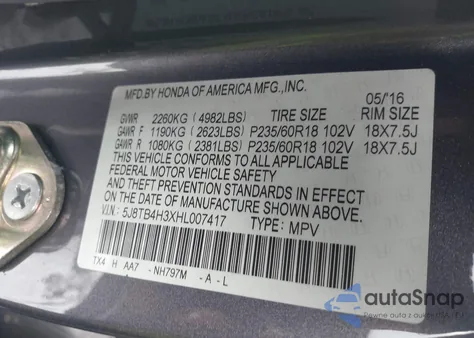 MFD.BY HONDA OF AMERICA MFG.,INC.
05/'16
GVWR 2260KG (4982LBS) TIRE SIZE RIM SIZE
GAWR F 1190KG (2623LBS) P235/60R18 102V 18X7.5J
GAWR R 1080KG (2381LBS) P235/60R18 102V 18X7.5J
THIS VEHICLE CONFORMS TO ALL APPLICABLE
FEDERAL MOTOR VEHICLE SAFETY
AND THEFT PREVENTION STANDARDS IN EFFECT
ON THE DATE OF MANUFACTURE SHOWN ABOVE.
V.I.N.: 5J8TB4H3XHL007417 TYPE: MPV
TX4 H AA7 - NH797M - A - L
autoSnap
Pewne auta z